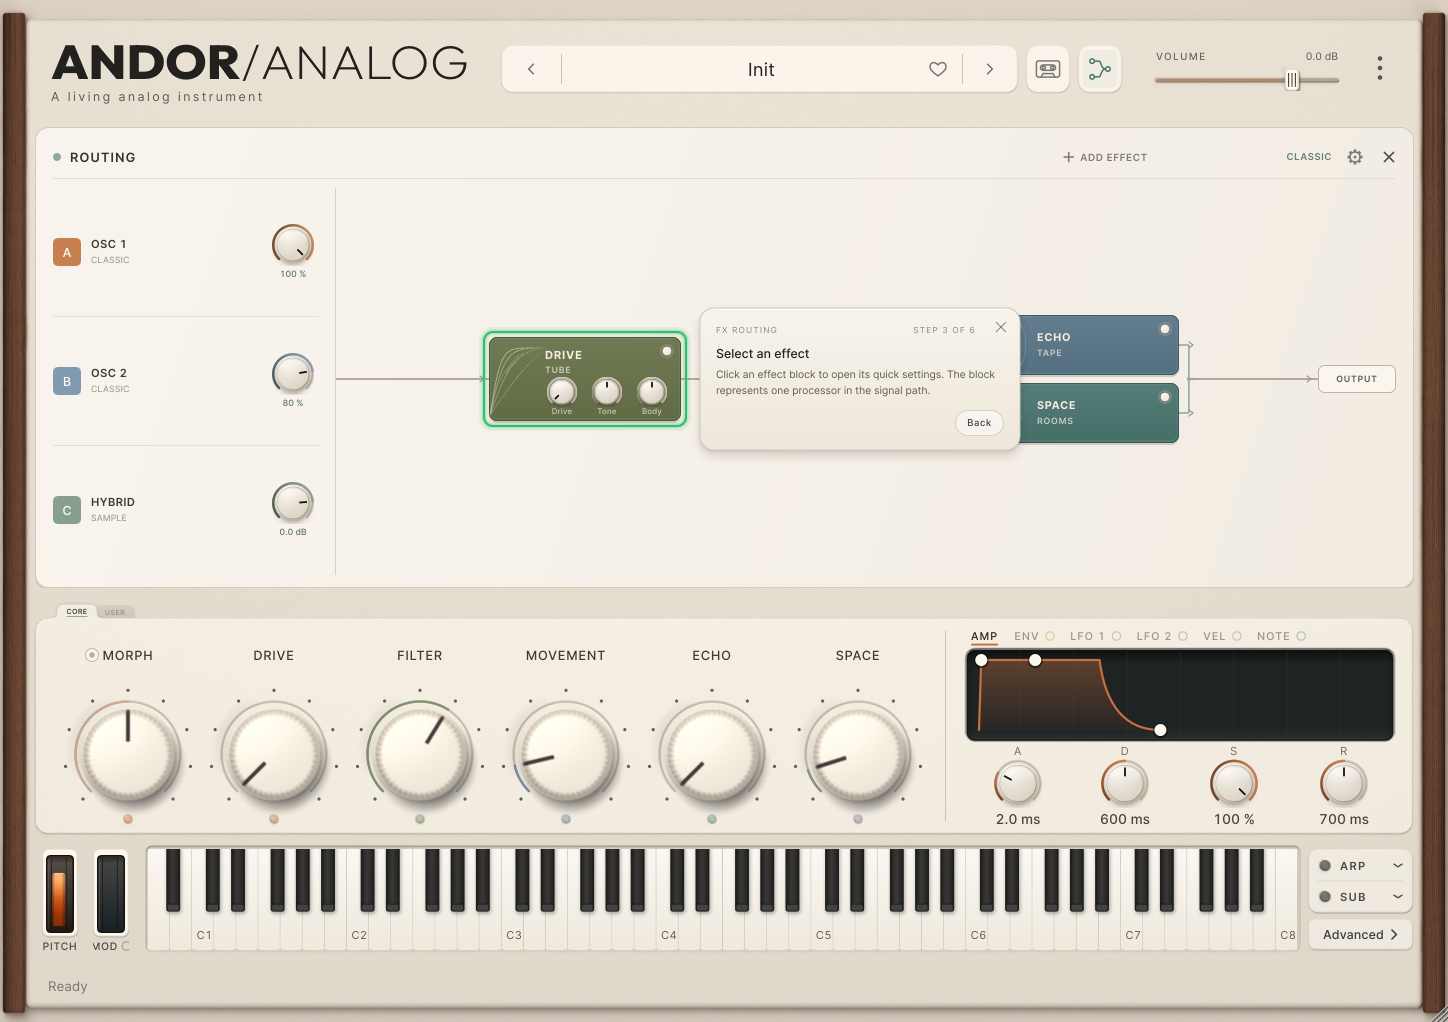 ANDOR/ANALOG
A living analog instrument
Init
VOLUME 0.0 dB
ROUTING
ADD EFFECT
CLASSIC
A
OSC 1
CLASSIC
100 %
B
OSC 2
CLASSIC
80 %
C
HYBRID
SAMPLE
0.0 dB
DRIVE
TUBE
Drive Tone Body
FX ROUTING STEP 3 OF 6
Select an effect
Click an effect block to open its quick settings. The block
represents one processor in the signal path.
Back
ECHO
TAPE
SPACE
ROOMS
OUTPUT
CORE USER
MORPH DRIVE FILTER MOVEMENT ECHO SPACE
AMP ENV LFO 1 LFO 2 VEL NOTE
A D S R
2.0 ms 600 ms 100 % 700 ms
PITCH MOD
C1 C2 C3 C4 C5 C6 C7 C8
ARP
SUB
Advanced
Ready